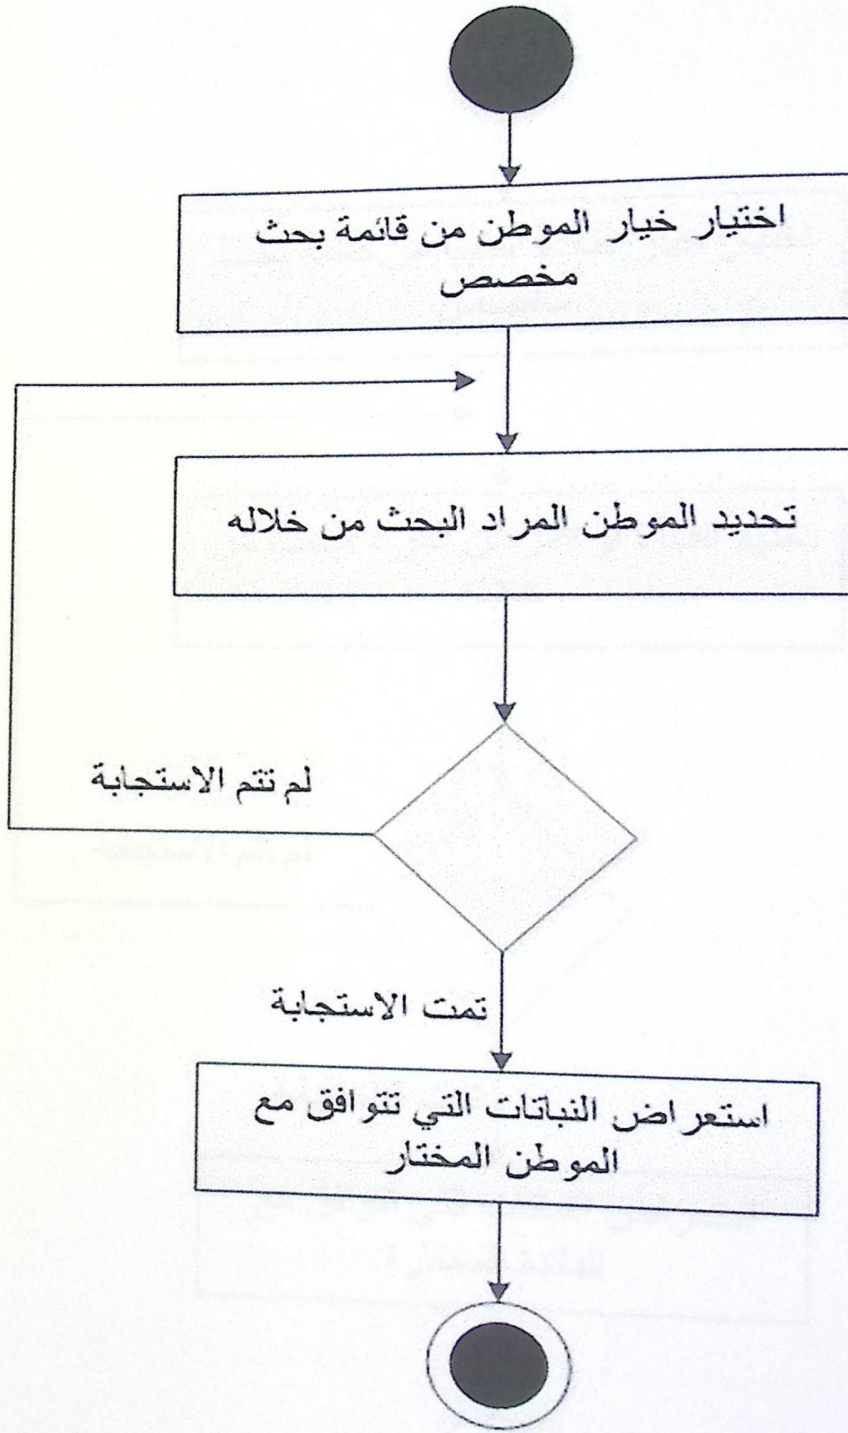 اختيار خيار الموطن من قائمة بحث
مخصص
تحديد الموطن المراد البحث من خلاله
لم تتم الاستجابة
تمت الاستجابة
استعراض النباتات التي تتوافق مع
الموطن المختار